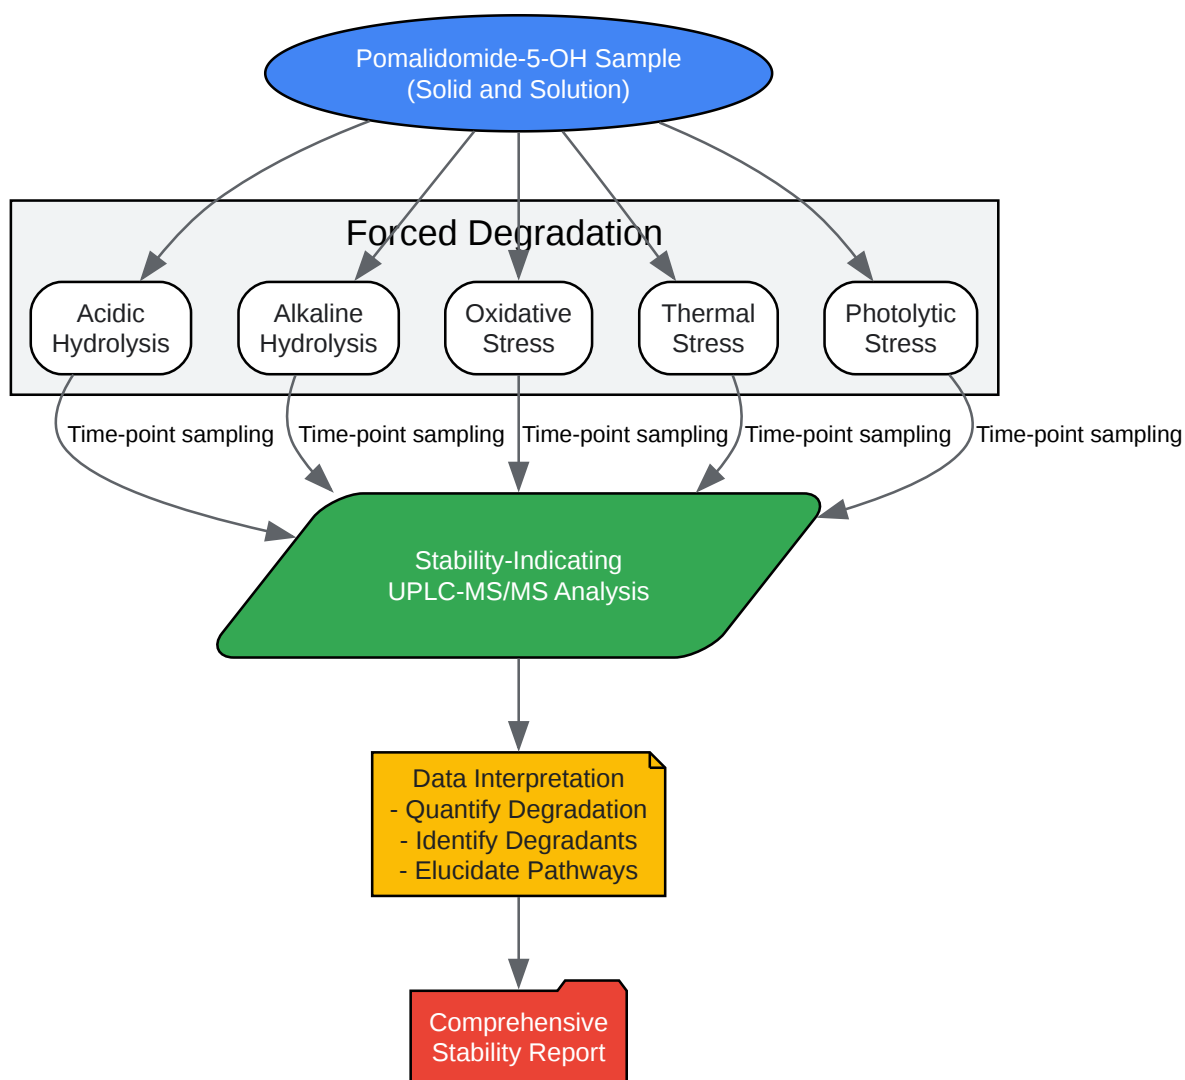 Pomalidomide-5-OH Sample
(Solid and Solution)
Forced Degradation
Acidic
Hydrolysis
Alkaline
Hydrolysis
Oxidative
Stress
Thermal
Stress
Photolytic
Stress
Time-point sampling
Time-point sampling
Time-point sampling
Time-point sampling
Time-point sampling
Stability-Indicating
UPLC-MS/MS Analysis
Data Interpretation
- Quantify Degradation
- Identify Degradants
- Elucidate Pathways
Comprehensive
Stability Report